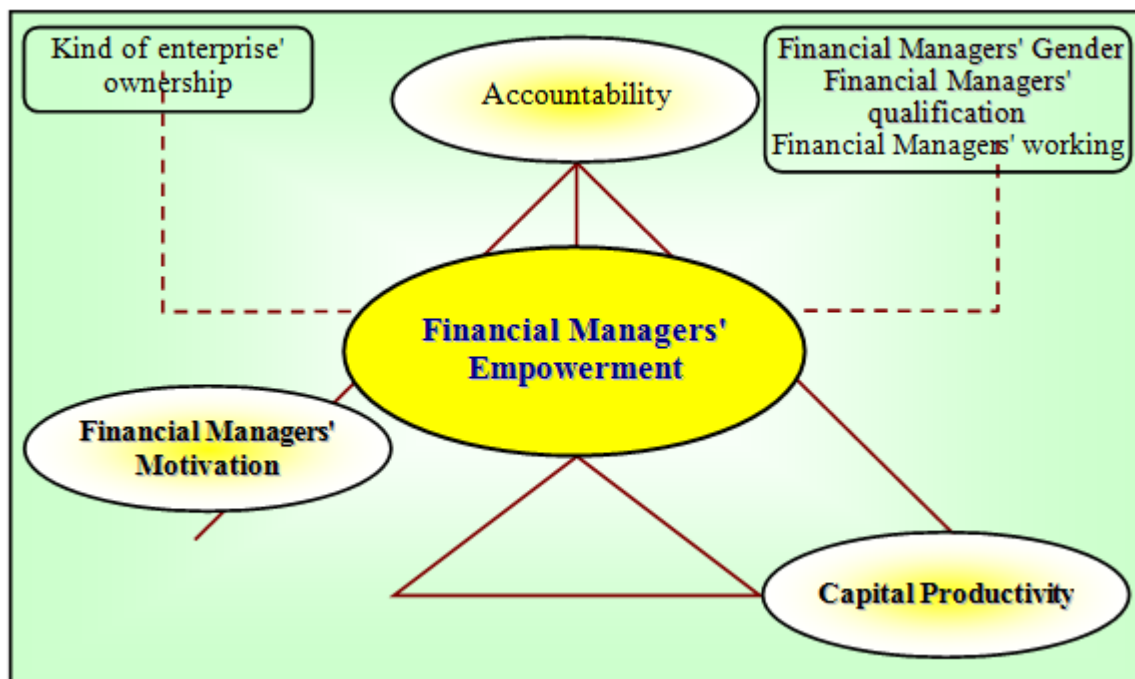 Kind of enterprise'
ownership
Accountability
Financial Managers' Gender
Financial Managers'
qualification
Financial Managers' working
Financial Managers'
Empowerment
Financial Managers'
Motivation
Capital Productivity